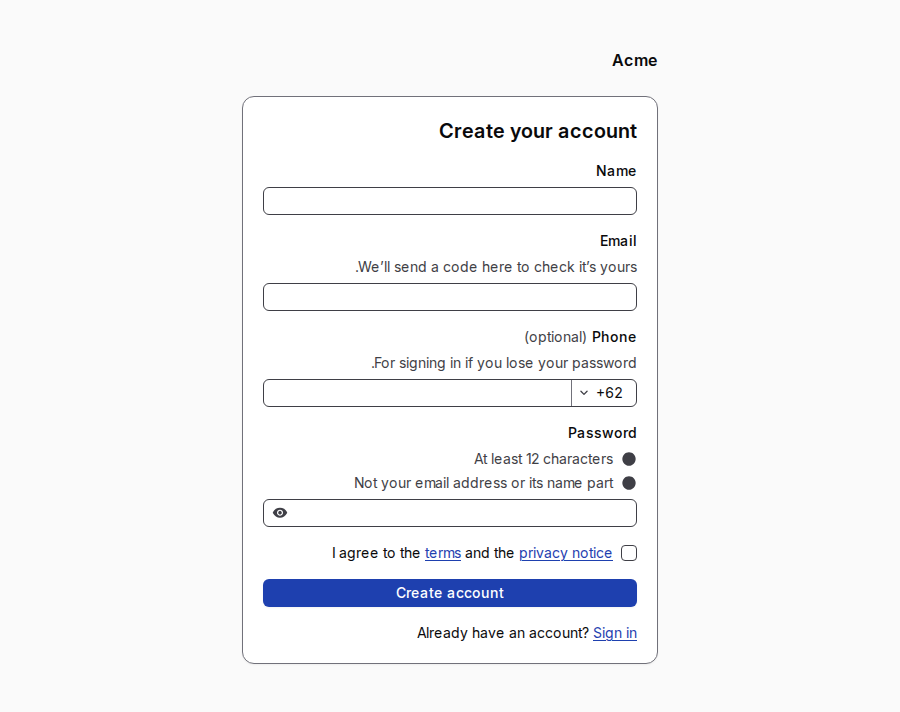 Acme
Create your account
Name
Email
We’ll send a code here to check it’s yours.
Phone (optional)
For signing in if you lose your password.
+62
Password
At least 12 characters
Not your email address or its name part
I agree to the terms and the privacy notice
Create account
Already have an account? Sign in